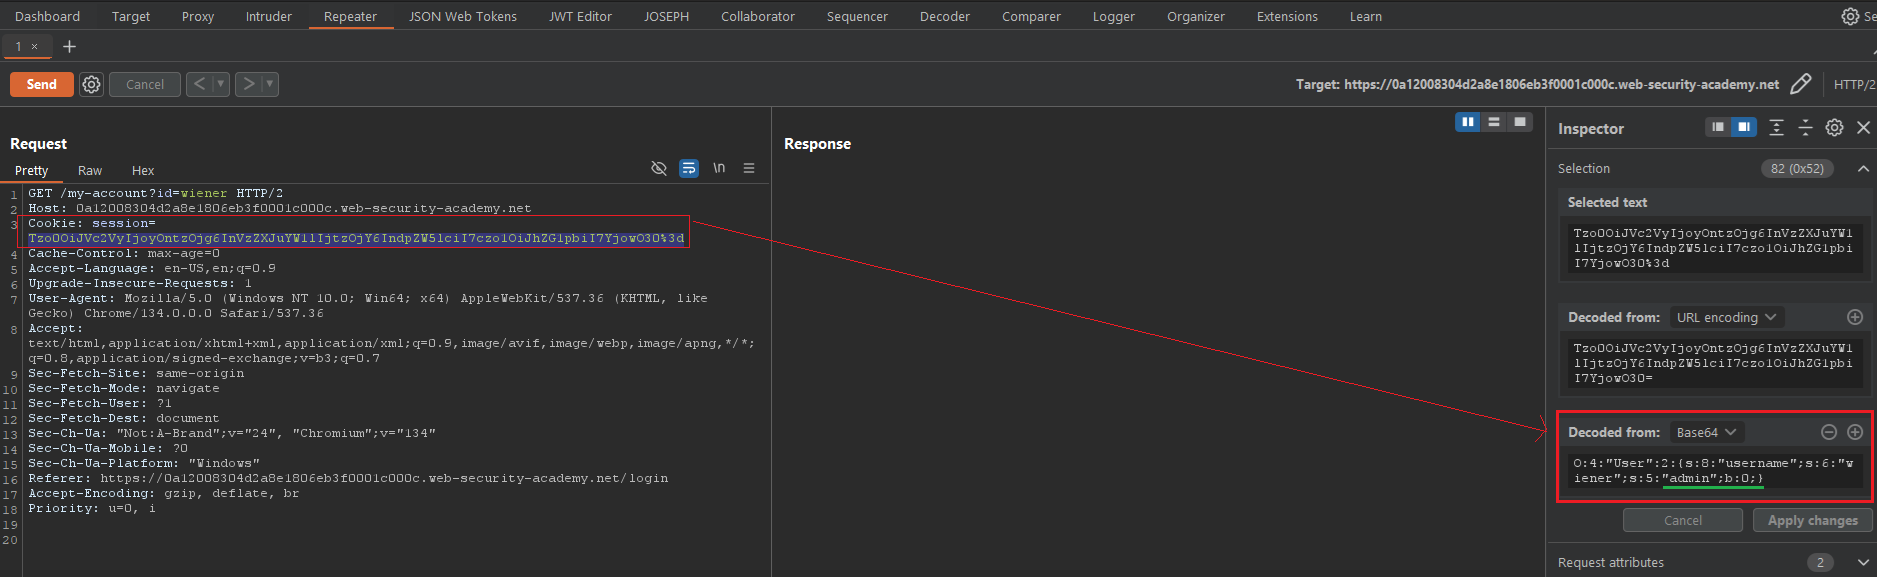 Dashboard Target Proxy Intruder Repeater JSON Web Tokens JWT Editor JOSEPH Collaborator Sequencer Decoder Comparer Logger Organizer Extensions Learn Se
1 × +
Send Cancel < > Target: https://0a12008304d2a8e1806eb3f0001c000c.web-security-academy.net HTTP/2
Request
Pretty Raw Hex \n
1 GET /my-account?id=wiener HTTP/2
2 Host: 0a12008304d2a8e1806eb3f0001c000c.web-security-academy.net
3 Cookie: session=
Tzo0OiJVc2VyIjoyOntzOjg6InVzZXJuYW1lIjtzOjY6IndpZW5lciI7czo1OiJhZG1pbiI7YjowO30%3d
4 Cache-Control: max-age=0
5 Accept-Language: en-US,en;q=0.9
6 Upgrade-Insecure-Requests: 1
7 User-Agent: Mozilla/5.0 (Windows NT 10.0; Win64; x64) AppleWebKit/537.36 (KHTML, like
Gecko) Chrome/134.0.0.0 Safari/537.36
8 Accept:
text/html,application/xhtml+xml,application/xml;q=0.9,image/avif,image/webp,image/apng,*/*;
q=0.8,application/signed-exchange;v=b3;q=0.7
9 Sec-Fetch-Site: same-origin
10 Sec-Fetch-Mode: navigate
11 Sec-Fetch-User: ?1
12 Sec-Fetch-Dest: document
13 Sec-Ch-Ua: "Not:A-Brand";v="24", "Chromium";v="134"
14 Sec-Ch-Ua-Mobile: ?0
15 Sec-Ch-Ua-Platform: "Windows"
16 Referer: https://0a12008304d2a8e1806eb3f0001c000c.web-security-academy.net/login
17 Accept-Encoding: gzip, deflate, br
18 Priority: u=0, i
19
20
Response
Inspector
Selection 82 (0x52)
Selected text
Tzo0OiJVc2VyIjoyOntzOjg6InVzZXJuYW1
lIjtzOjY6IndpZW5lciI7czo1OiJhZG1pbi
I7YjowO30%3d
Decoded from: URL encoding
Tzo0OiJVc2VyIjoyOntzOjg6InVzZXJuYW1
lIjtzOjY6IndpZW5lciI7czo1OiJhZG1pbi
I7YjowO30=
Decoded from: Base64
O:4:"User":2:{s:8:"username";s:6:"w
iener";s:5:"admin";b:0;}
Cancel Apply changes
Request attributes 2